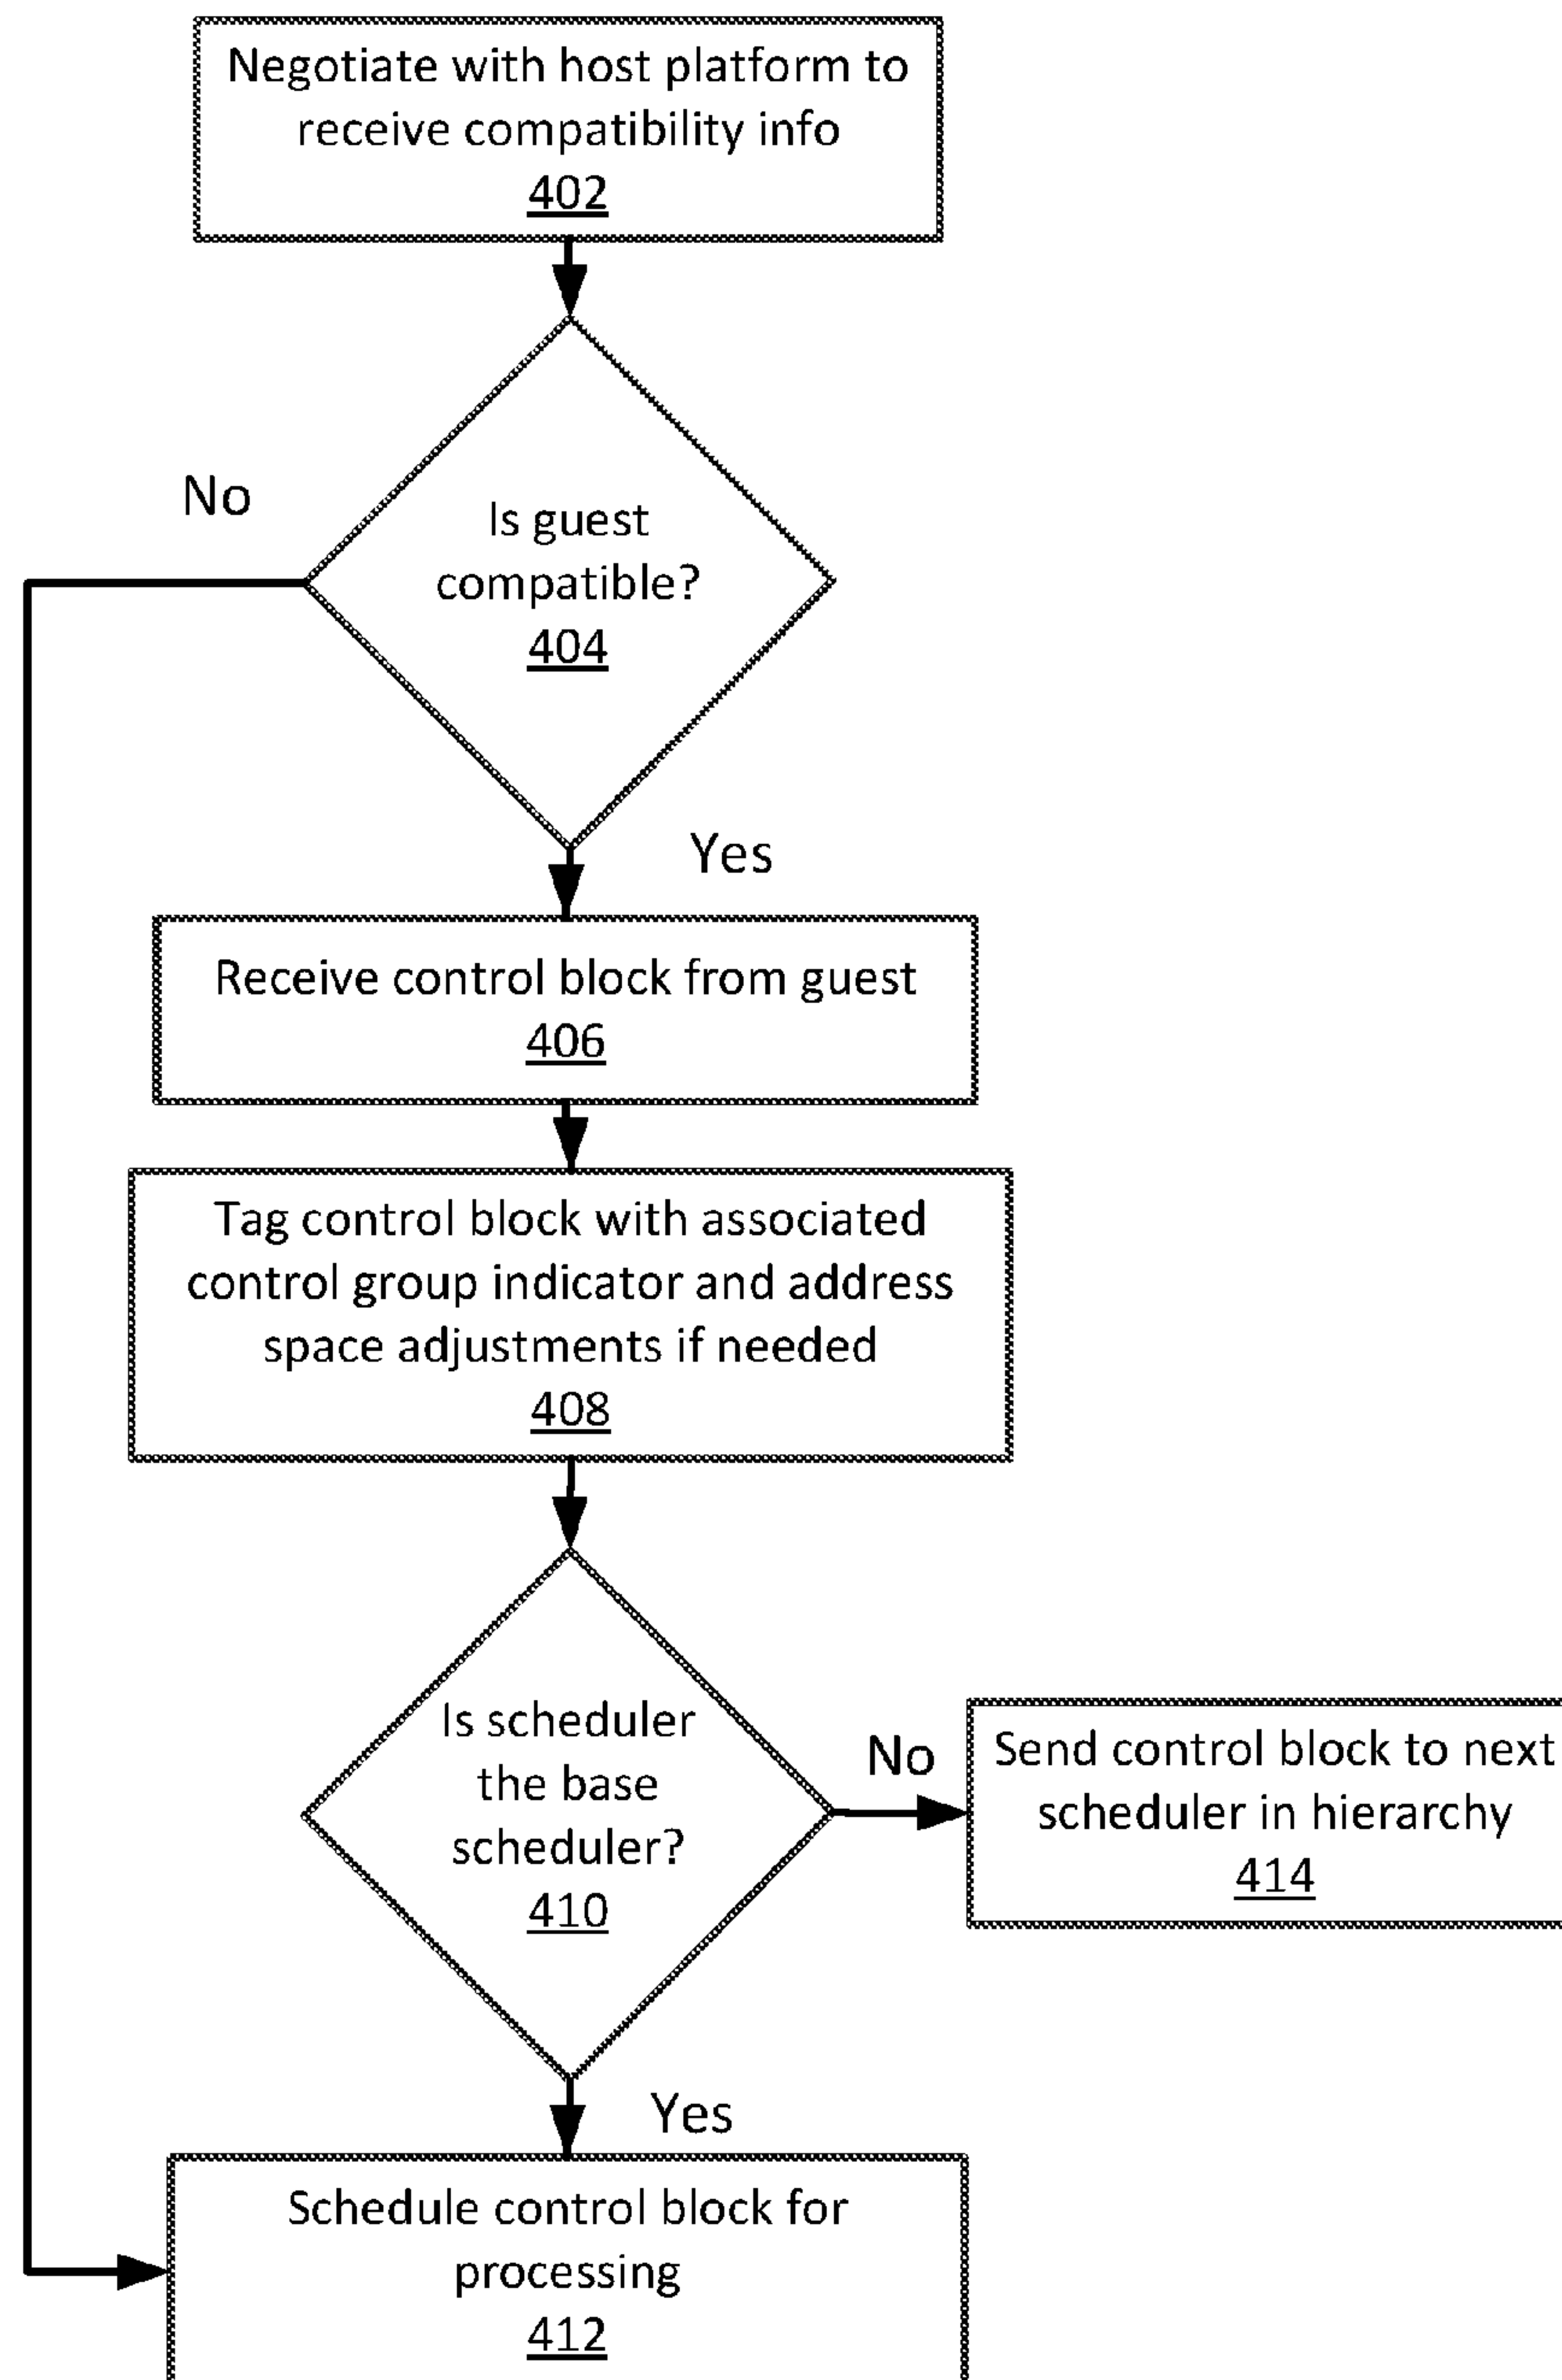 Negotiate with host platform to
receive compatibility info
402
No
Is guest
compatible?
404
Yes
Receive control block from guest
406
Tag control block with associated
control group indicator and address
space adjustments if needed
408
Is scheduler
the base
scheduler?
410
No
Send control block to next
scheduler in hierarchy
414
Yes
Schedule control block for
processing
412